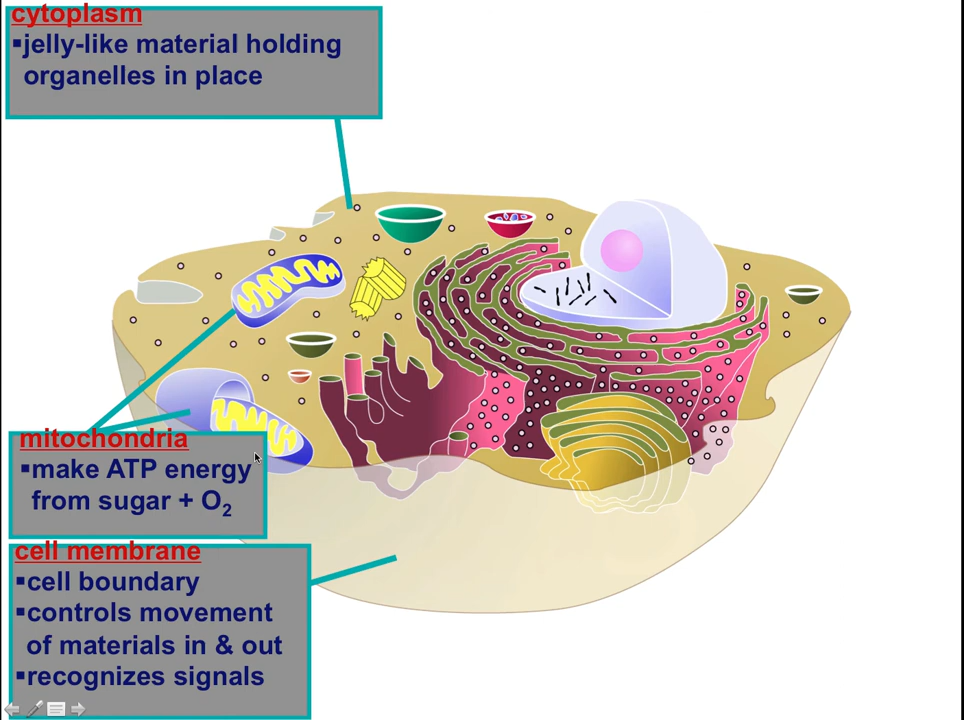 cytoplasm
▪jelly-like material holding
organelles in place
mitochondria
▪make ATP energy
from sugar + O₂
cell membrane
▪cell boundary
▪controls movement
of materials in & out
▪recognizes signals